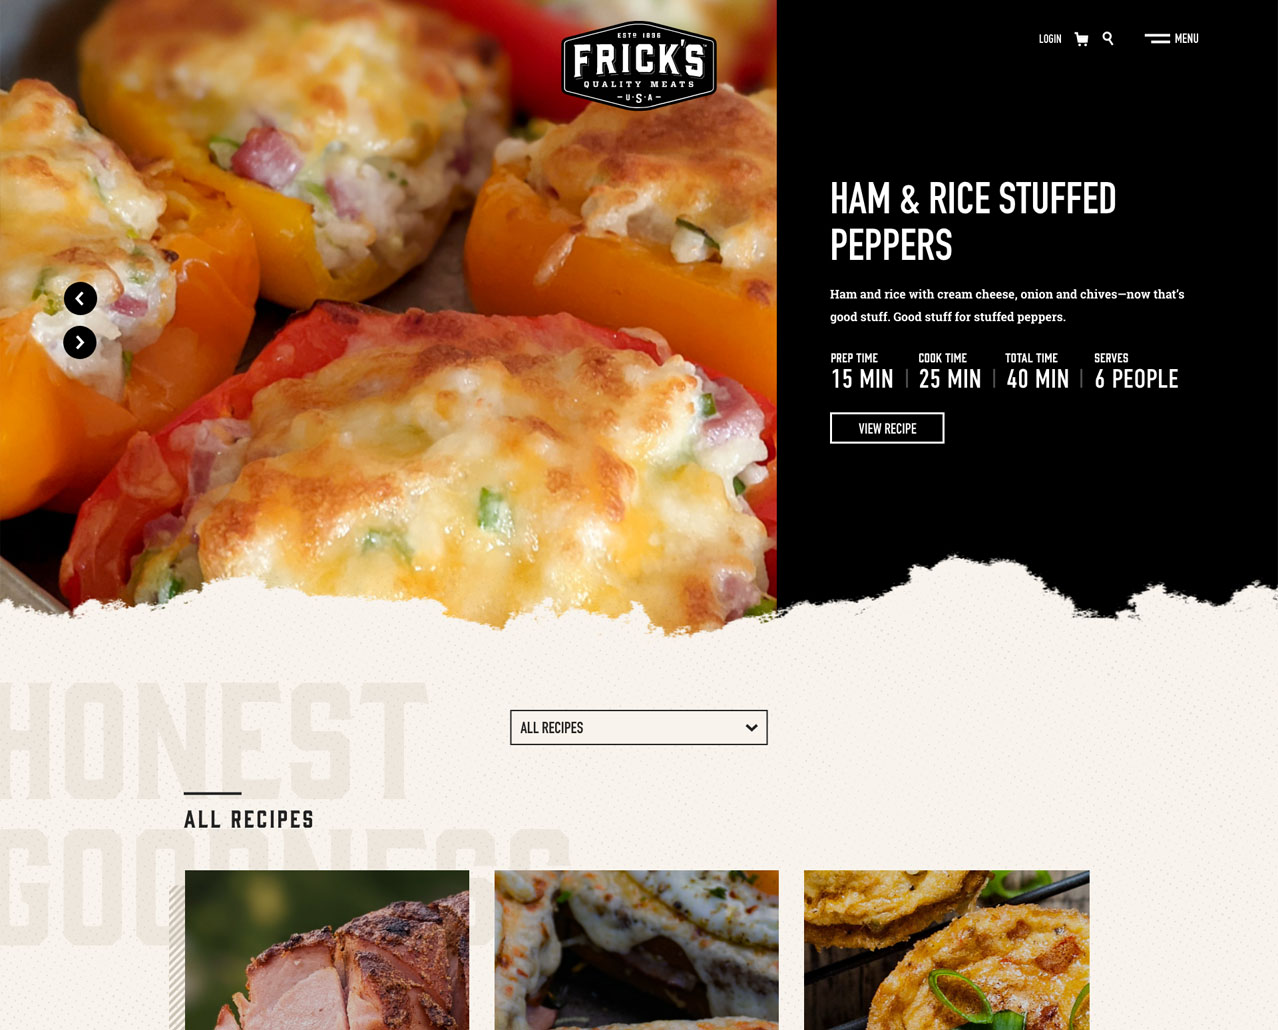 ESTD 1896
FRICK'S
QUALITY MEATS
U·S·A
LOGIN
MENU
HAM & RICE STUFFED
PEPPERS
Ham and rice with cream cheese, onion and chives—now that's
good stuff. Good stuff for stuffed peppers.
PREP TIME COOK TIME TOTAL TIME SERVES
15 MIN | 25 MIN | 40 MIN | 6 PEOPLE
VIEW RECIPE
HONEST
ALL RECIPES
ALL RECIPES
GOODNESS